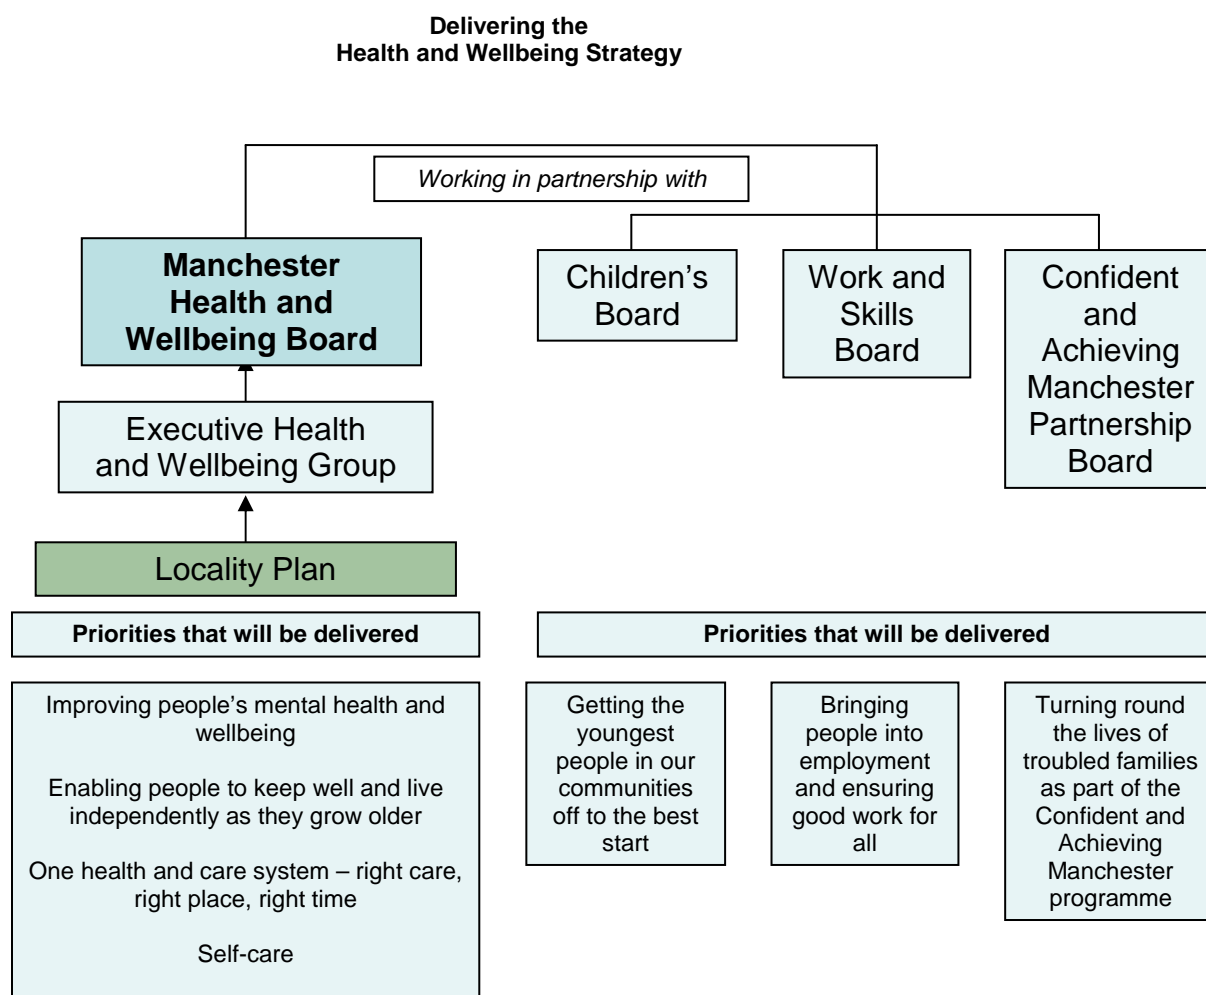 Delivering the
Health and Wellbeing Strategy
Working in partnership with
Manchester
Health and
Wellbeing Board
Children’s
Board
Work and
Skills
Board
Confident
and
Achieving
Manchester
Partnership
Board
Executive Health
and Wellbeing Group
Locality Plan
Priorities that will be delivered
Priorities that will be delivered
Improving people’s mental health and
wellbeing
Enabling people to keep well and live
independently as they grow older
One health and care system – right care,
right place, right time
Self-care
Getting the
youngest
people in our
communities
off to the best
start
Bringing
people into
employment
and ensuring
good work for
all
Turning round
the lives of
troubled families
as part of the
Confident and
Achieving
Manchester
programme